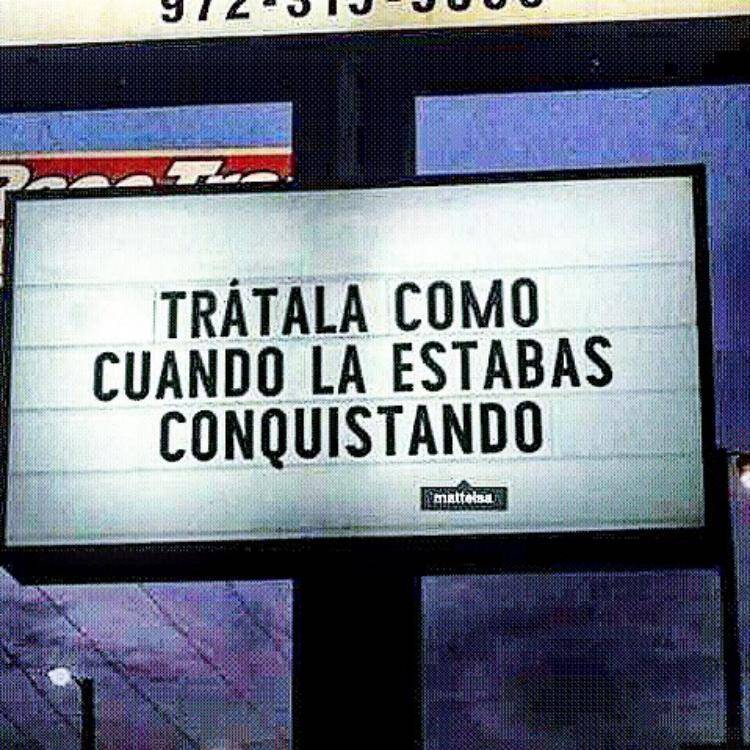 TRÁTALA COMO
CUANDO LA ESTABAS
CONQUISTANDO
mattelsa